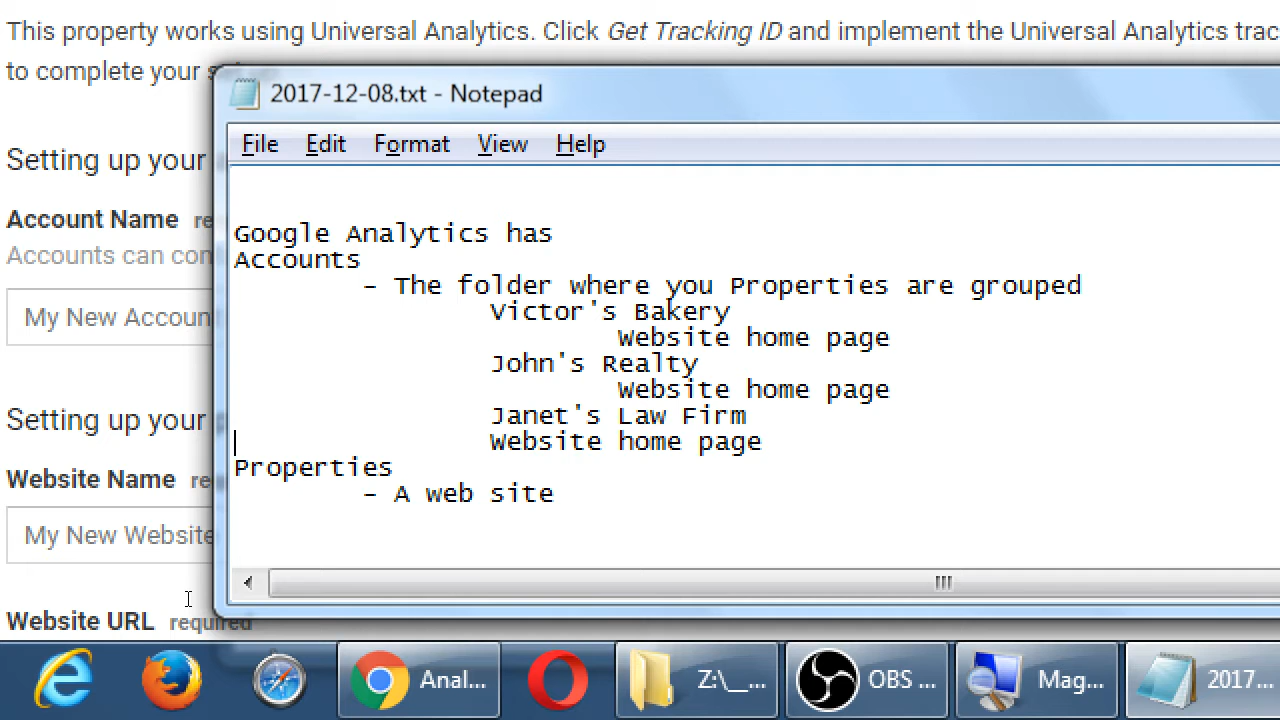 This property works using Universal Analytics. Click Get Tracking ID and implement the Universal Analytics trac
to complete your
2017-12-08.txt - Notepad
File Edit Format View Help
Setting up your
Account Name re
Accounts can con
My New Accoun
Setting up your
Website Name re
My New Website
Website URL required
Google Analytics has
Accounts
- The folder where you Properties are grouped
Victor's Bakery
Website home page
John's Realty
Website home page
Janet's Law Firm
Website home page
Properties
- A web site
Anal...
Z:\__...
OBS ...
Mag...
2017...